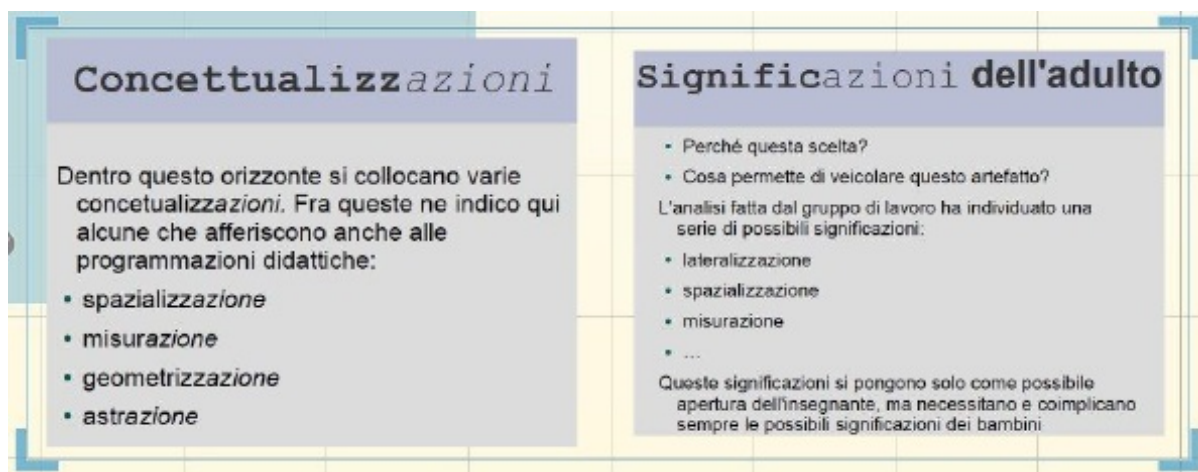 Concettualizzazioni
Dentro questo orizzonte si collocano varie
concetualizzazioni. Fra queste ne indico qui
alcune che afferiscono anche alle
programmazioni didattiche:
• spazializzazione
• misurazione
• geometrizzazione
• astrazione
Significazioni dell'adulto
• Perché questa scelta?
• Cosa permette di veicolare questo artefatto?
L'analisi fatta dal gruppo di lavoro ha individuato una
serie di possibili significazioni:
• lateralizzazione
• spazializzazione
• misurazione
• ...
Queste significazioni si pongono solo come possibile
apertura dell'insegnante, ma necessitano e coimplicano
sempre le possibili significazioni dei bambini